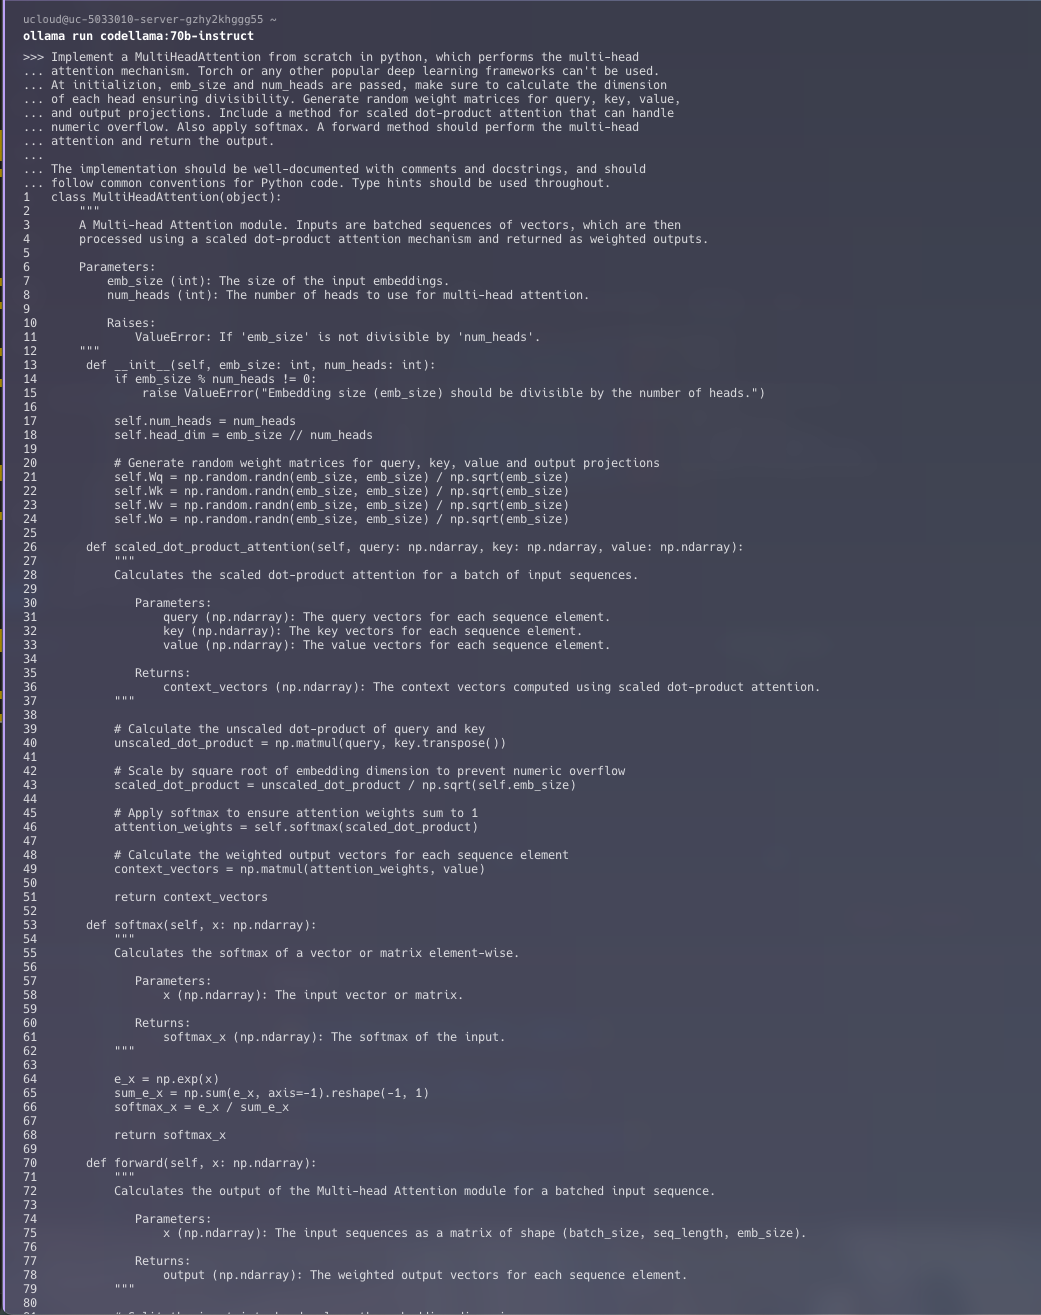 ucloud@uc-5033010-server-gzhy2khggg55 ~
ollama run codellama:70b-instruct
>>> Implement a MultiHeadAttention from scratch in python, which performs the multi-head
... attention mechanism. Torch or any other popular deep learning frameworks can't be used.
... At initializion, emb_size and num_heads are passed, make sure to calculate the dimension
... of each head ensuring divisibility. Generate random weight matrices for query, key, value,
... and output projections. Include a method for scaled dot-product attention that can handle
... numeric overflow. Also apply softmax. A forward method should perform the multi-head
... attention and return the output.
...
... The implementation should be well-documented with comments and docstrings, and should
... follow common conventions for Python code. Type hints should be used throughout.
1   class MultiHeadAttention(object):
2       """
3       A Multi-head Attention module. Inputs are batched sequences of vectors, which are then
4       processed using a scaled dot-product attention mechanism and returned as weighted outputs.
5
6       Parameters:
7           emb_size (int): The size of the input embeddings.
8           num_heads (int): The number of heads to use for multi-head attention.
9
10          Raises:
11              ValueError: If 'emb_size' is not divisible by 'num_heads'.
12      """
13       def __init__(self, emb_size: int, num_heads: int):
14           if emb_size % num_heads != 0:
15               raise ValueError("Embedding size (emb_size) should be divisible by the number of heads.")
16
17           self.num_heads = num_heads
18           self.head_dim = emb_size // num_heads
19
20           # Generate random weight matrices for query, key, value and output projections
21           self.Wq = np.random.randn(emb_size, emb_size) / np.sqrt(emb_size)
22           self.Wk = np.random.randn(emb_size, emb_size) / np.sqrt(emb_size)
23           self.Wv = np.random.randn(emb_size, emb_size) / np.sqrt(emb_size)
24           self.Wo = np.random.randn(emb_size, emb_size) / np.sqrt(emb_size)
25
26       def scaled_dot_product_attention(self, query: np.ndarray, key: np.ndarray, value: np.ndarray):
27           """
28           Calculates the scaled dot-product attention for a batch of input sequences.
29
30              Parameters:
31                  query (np.ndarray): The query vectors for each sequence element.
32                  key (np.ndarray): The key vectors for each sequence element.
33                  value (np.ndarray): The value vectors for each sequence element.
34
35              Returns:
36                  context_vectors (np.ndarray): The context vectors computed using scaled dot-product attention.
37           """
38
39           # Calculate the unscaled dot-product of query and key
40           unscaled_dot_product = np.matmul(query, key.transpose())
41
42           # Scale by square root of embedding dimension to prevent numeric overflow
43           scaled_dot_product = unscaled_dot_product / np.sqrt(self.emb_size)
44
45           # Apply softmax to ensure attention weights sum to 1
46           attention_weights = self.softmax(scaled_dot_product)
47
48           # Calculate the weighted output vectors for each sequence element
49           context_vectors = np.matmul(attention_weights, value)
50
51           return context_vectors
52
53       def softmax(self, x: np.ndarray):
54           """
55           Calculates the softmax of a vector or matrix element-wise.
56
57              Parameters:
58                  x (np.ndarray): The input vector or matrix.
59
60              Returns:
61                  softmax_x (np.ndarray): The softmax of the input.
62           """
63
64           e_x = np.exp(x)
65           sum_e_x = np.sum(e_x, axis=-1).reshape(-1, 1)
66           softmax_x = e_x / sum_e_x
67
68           return softmax_x
69
70       def forward(self, x: np.ndarray):
71           """
72           Calculates the output of the Multi-head Attention module for a batched input sequence.
73
74              Parameters:
75                  x (np.ndarray): The input sequences as a matrix of shape (batch_size, seq_length, emb_size).
76
77              Returns:
78                  output (np.ndarray): The weighted output vectors for each sequence element.
79           """
80